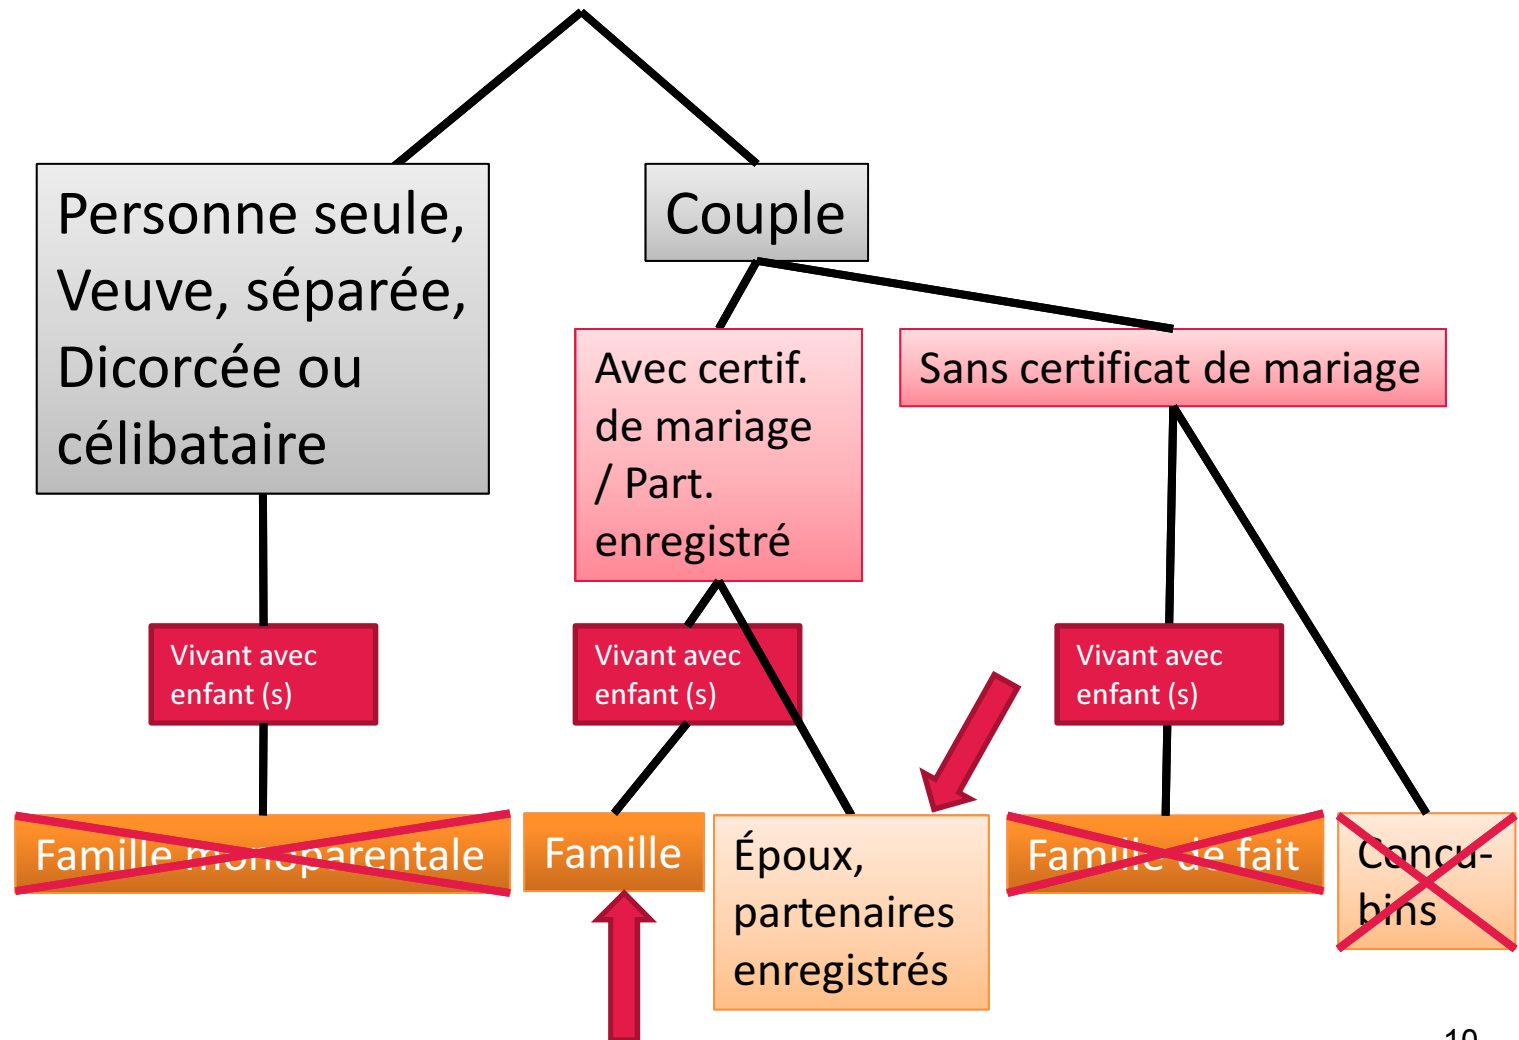 Personne seule,
Veuve, séparée,
Dicorcée ou
célibataire
Couple
Avec certif.
de mariage
/ Part.
enregistré
Sans certificat de mariage
Vivant avec
enfant (s)
Vivant avec
enfant (s)
Vivant avec
enfant (s)
Famille monoparentale
Famille
Époux,
partenaires
enregistrés
Famille de fait
Concu-
bins
10